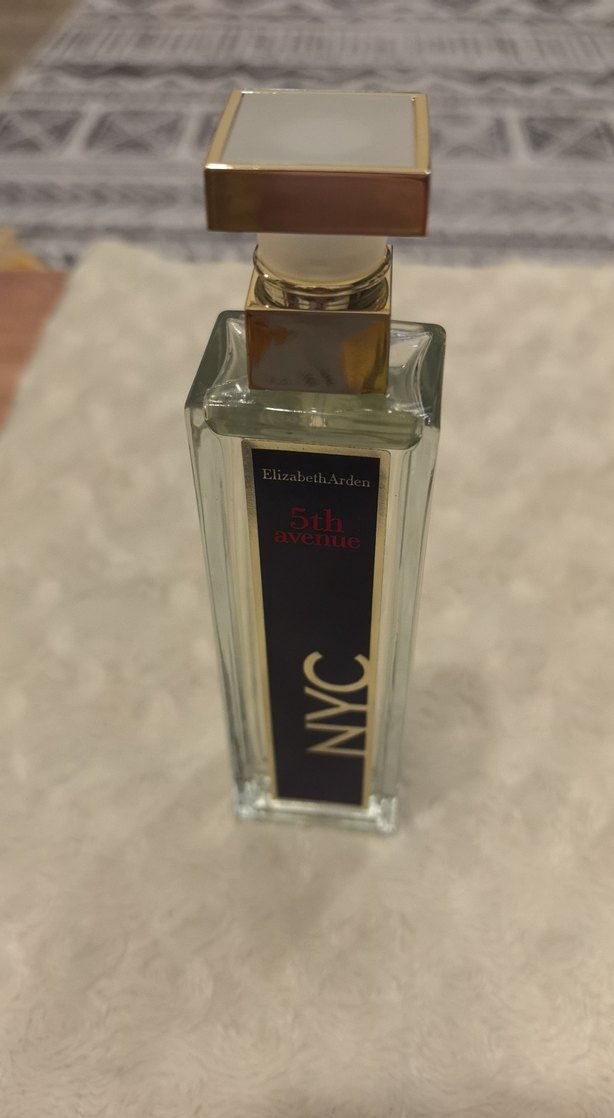 ElizabethArden
5th
avenue
NYC